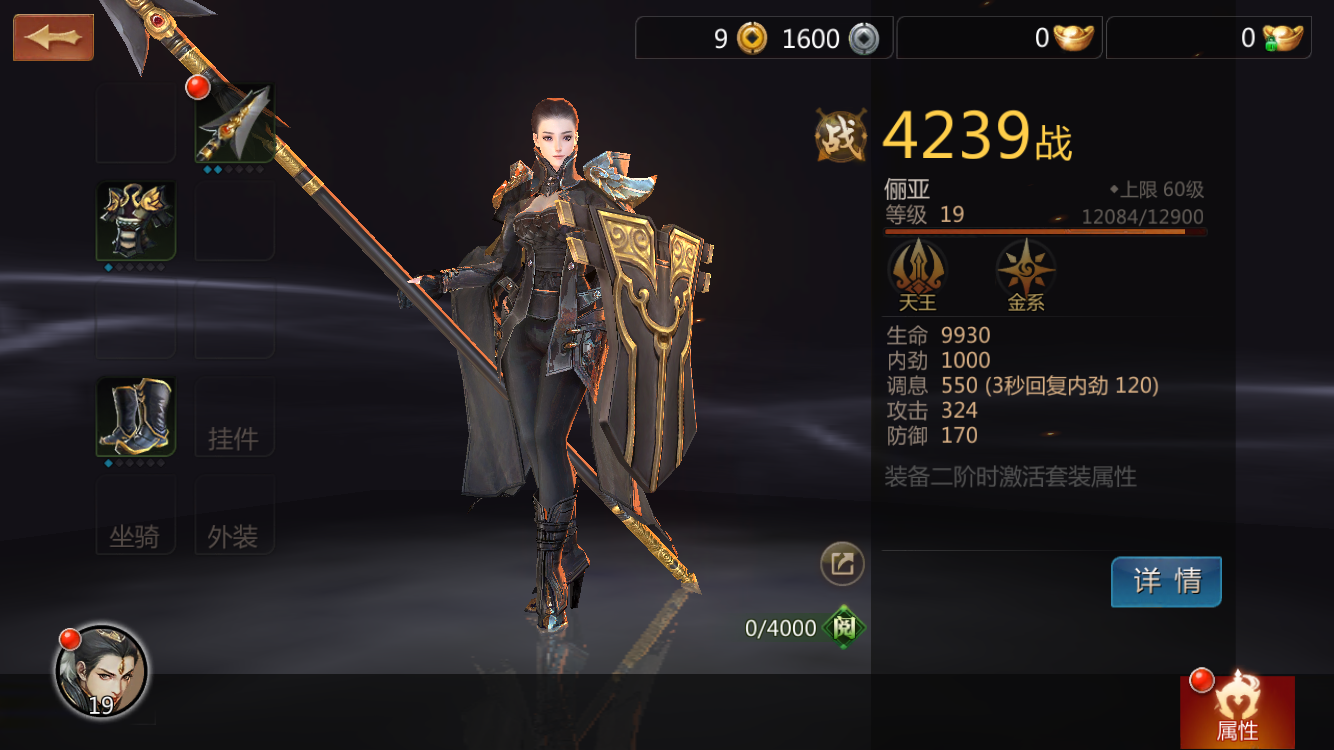 9 1600 0 0
战 4239战
俪亚 上限 60级
等级 19 12084/12900
天王 金系
生命 9930
内劲 1000
调息 550 (3秒回复内劲 120)
攻击 324
防御 170
装备二阶时激活套装属性
挂件
坐骑 外装
详情
0/4000 阅
19
属性